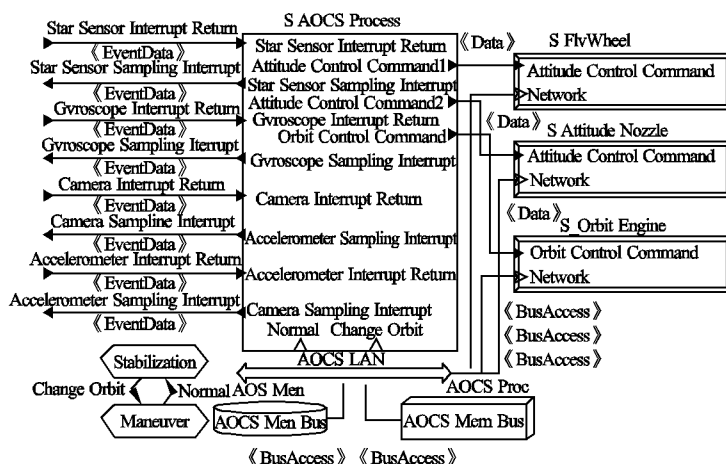 Star Sensor Interrupt Return
《EventData》
Star Sensor Sampling Interrupt
《EventData》
Gvroscope Interrupt Return
《EventData》
Gvroscope Sampling Iterrupt
《EventData》
Camera Interrupt Return
《EventData》
Camera Sampline Interrupt
《EventData》
Accelerometer Interrupt Return
《EventData》
Accelerometer Sampling Interrupt
《EventData》
S AOCS Process
Star Sensor Interrupt Return
Attitude Control Command1
Star Sensor Sampling Interrupt
Attitude Control Command2
Gvroscope Interrupt Return
Orbit Control Command
Gvroscope Sampling Interrupt
Camera Interrupt Return
Accelerometer Sampling Interrupt
Accelerometer Interrupt Return
Camera Sampling Interrupt
Normal Change Orbit
《Data》
S FlvWheel
Attitude Control Command
Network
《Data》
S Attitude Nozzle
Attitude Control Command
Network
《Data》
S_Orbit Engine
Orbit Control Command
Network
《BusAccess》
《BusAccess》
《BusAccess》
Stabilization
Change Orbit
Normal
Maneuver
AOCS LAN
AOS Men
AOCS Proc
AOCS Men Bus
AOCS Mem Bus
《BusAccess》 《BusAccess》